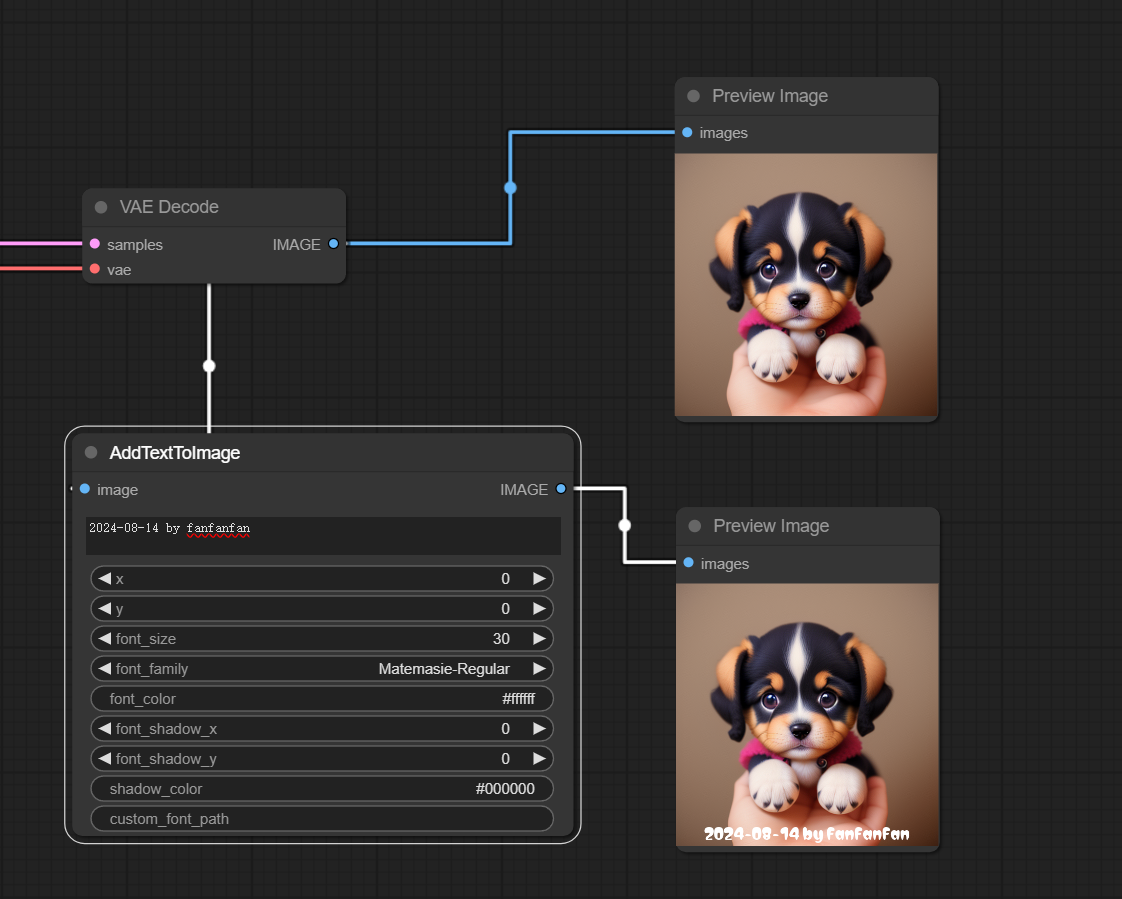 Preview Image
images
VAE Decode
samples IMAGE
vae
AddTextToImage
image IMAGE
2024-08-14 by fanfanfan
x 0
y 0
font_size 30
font_family Matemasie-Regular
font_color #ffffff
font_shadow_x 0
font_shadow_y 0
shadow_color #000000
custom_font_path
Preview Image
images
2024-08-14 by fanfanfan